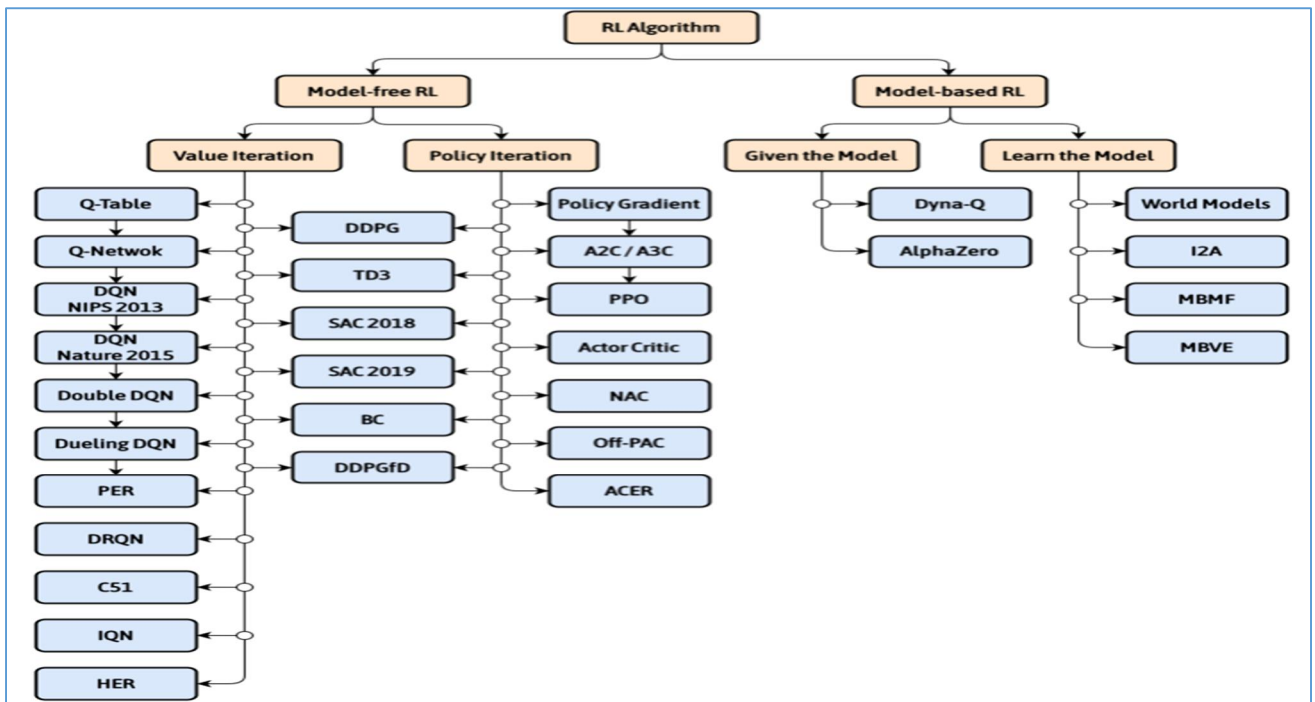 RL Algorithm
Model-free RL
Model-based RL
Value Iteration
Policy Iteration
Given the Model
Learn the Model
Q-Table
Q-Netwok
DQN
NIPS 2013
DQN
Nature 2015
Double DQN
Dueling DQN
PER
DRQN
C51
IQN
HER
DDPG
TD3
SAC 2018
SAC 2019
BC
DDPGfD
Policy Gradient
A2C / A3C
PPO
Actor Critic
NAC
Off-PAC
ACER
Dyna-Q
AlphaZero
World Models
I2A
MBMF
MBVE